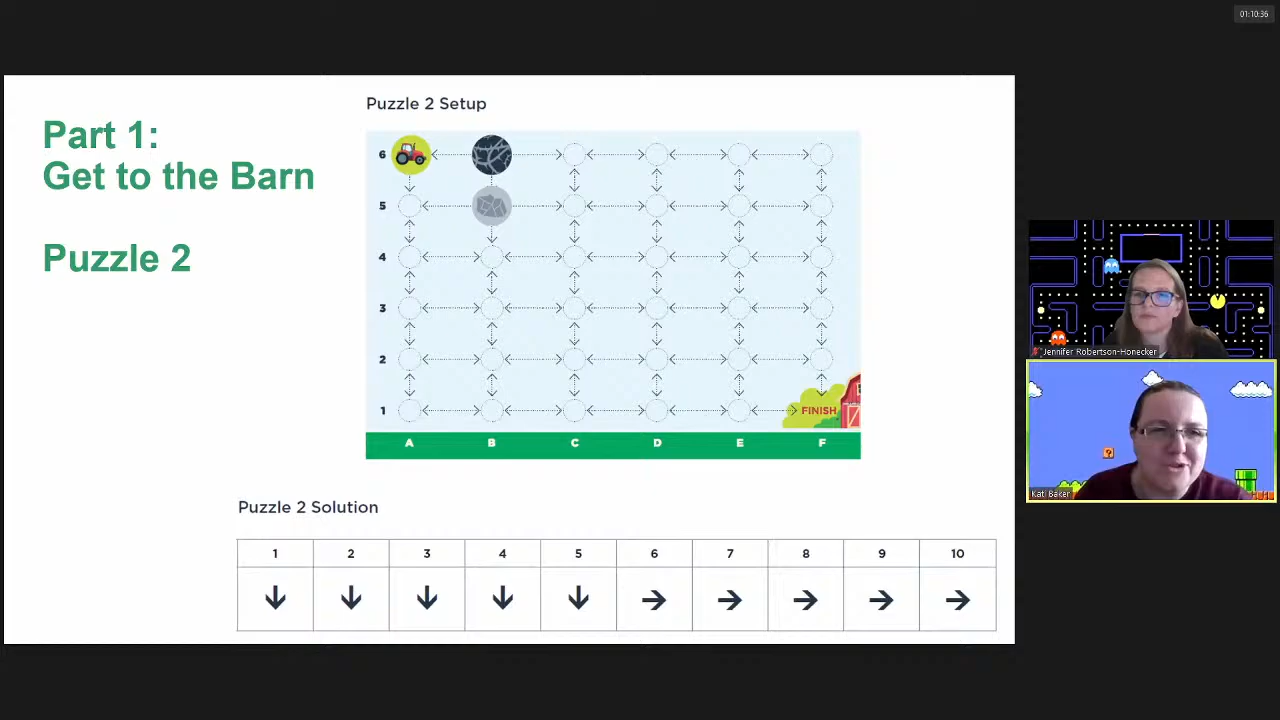 01:10:36
Part 1:
Get to the Barn
Puzzle 2
Puzzle 2 Setup
6
5
4
3
2
1
FINISH
A B C D E F
Puzzle 2 Solution
1 2 3 4 5 6 7 8 9 10
Jennifer Robertson-Honecker
Kati Baker